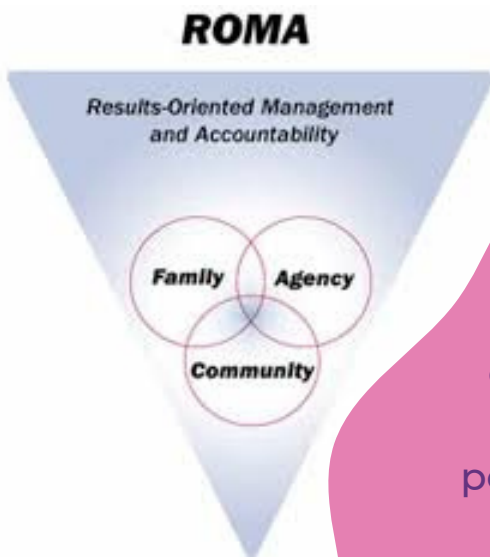 ROMA
Results-Oriented Management
and Accountability
Family
Agency
Community